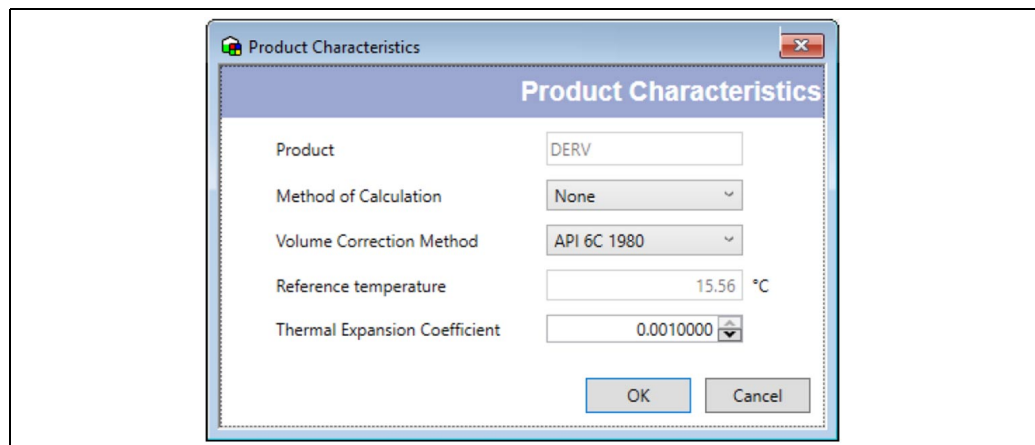 Product Characteristics
Product Characteristics
Product DERV
Method of Calculation None
Volume Correction Method API 6C 1980
Reference temperature 15.56 °C
Thermal Expansion Coefficient 0.0010000
OK Cancel